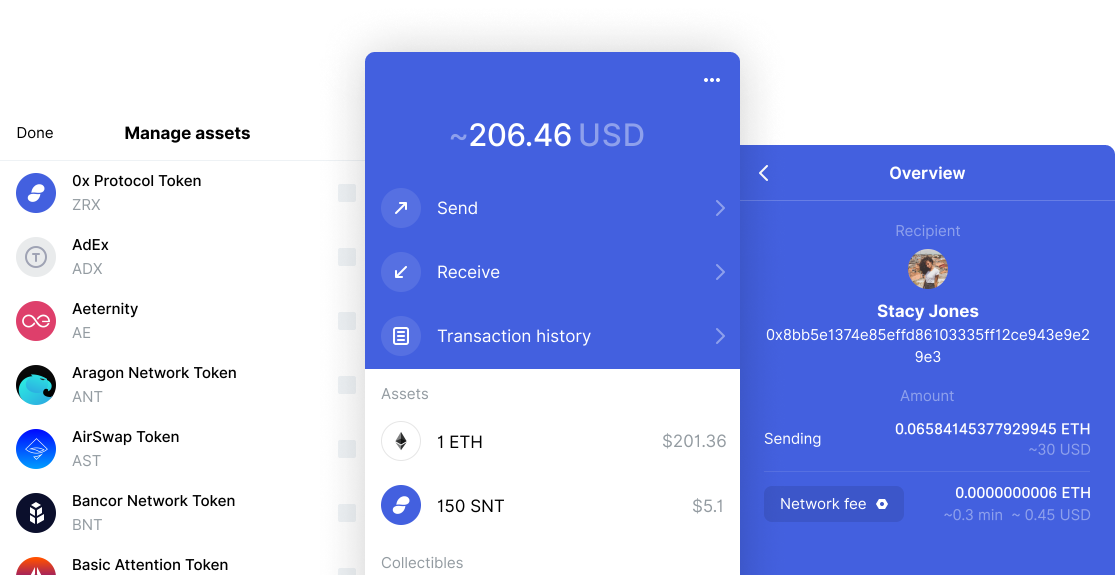 Done
Manage assets
0x Protocol Token
ZRX
AdEx
ADX
Aeternity
AE
Aragon Network Token
ANT
AirSwap Token
AST
Bancor Network Token
BNT
Basic Attention Token
~206.46 USD
Send
Receive
Transaction history
Assets
1 ETH $201.36
150 SNT $5.1
Collectibles
Overview
Recipient
Stacy Jones
0x8bb5e1374e85effd86103335ff12ce943e9e2
9e3
Amount
Sending 0.06584145377929945 ETH
~30 USD
Network fee 0.0000000006 ETH
~0.3 min ~ 0.45 USD